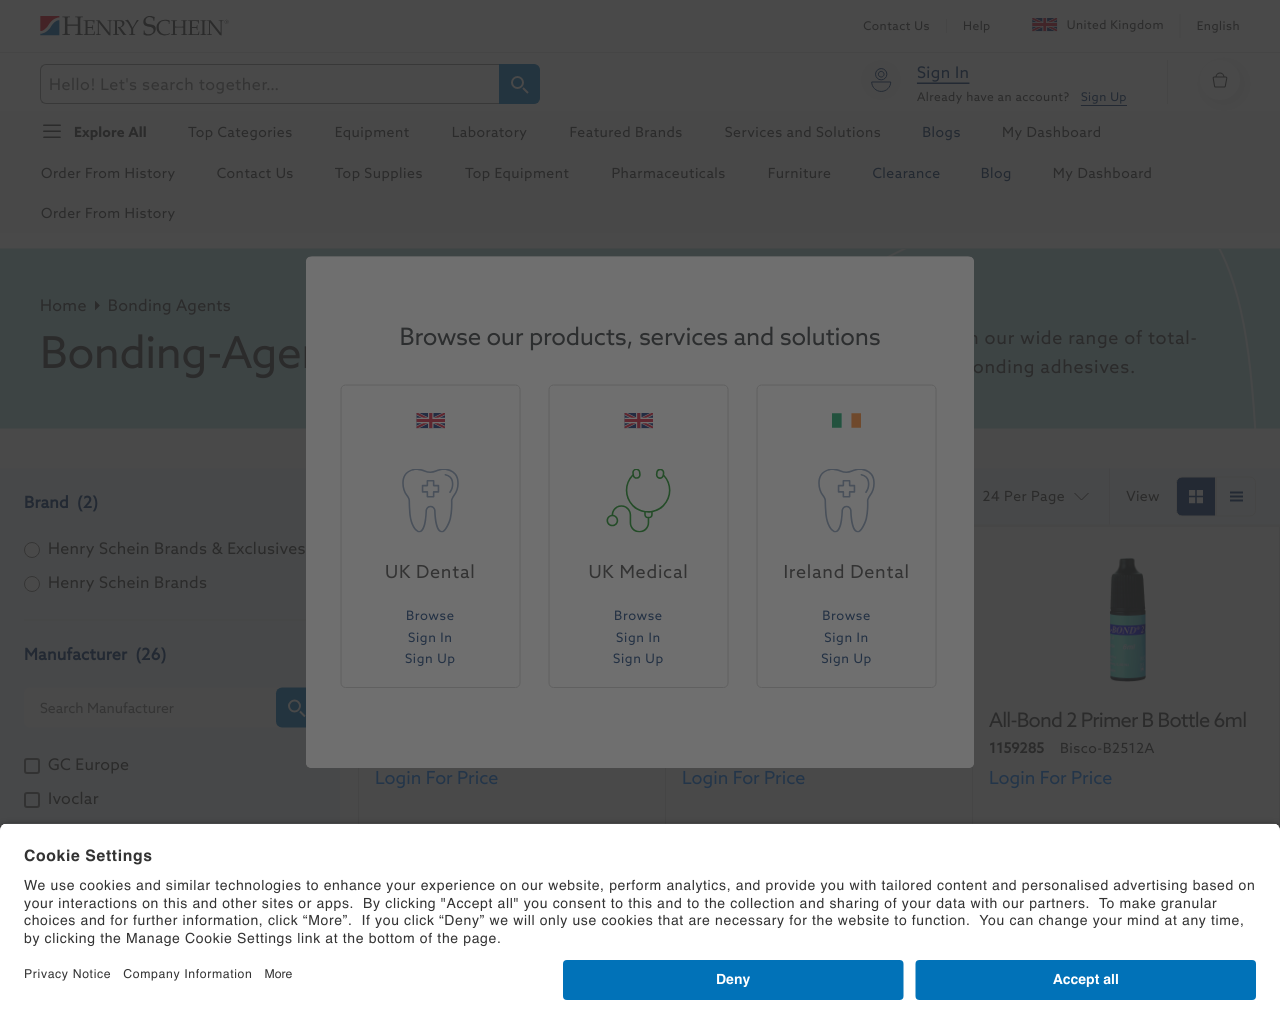 HENRY SCHEIN®
Contact Us
Help
United Kingdom
English
Hello! Let's search together...
Sign In
Already have an account? Sign Up
Explore All
Top Categories
Equipment
Laboratory
Featured Brands
Services and Solutions
Blogs
My Dashboard
Order From History
Contact Us
Top Supplies
Top Equipment
Pharmaceuticals
Furniture
Clearance
Blog
My Dashboard
Order From History
Home
Bonding Agents
Bonding-Age
our wide range of total-
onding adhesives.
Browse our products, services and solutions
UK Dental
Browse
Sign In
Sign Up
UK Medical
Browse
Sign In
Sign Up
Ireland Dental
Browse
Sign In
Sign Up
Brand (2)
Henry Schein Brands & Exclusives
Henry Schein Brands
Manufacturer (26)
Search Manufacturer
GC Europe
Ivoclar
24 Per Page
View
All-Bond 2 Primer B Bottle 6ml
1159285 Bisco-B2512A
Login For Price
Login For Price
Login For Price
Cookie Settings
We use cookies and similar technologies to enhance your experience on our website, perform analytics, and provide you with tailored content and personalised advertising based on
your interactions on this and other sites or apps. By clicking "Accept all" you consent to this and to the collection and sharing of your data with our partners. To make granular
choices and for further information, click “More”. If you click “Deny” we will only use cookies that are necessary for the website to function. You can change your mind at any time,
by clicking the Manage Cookie Settings link at the bottom of the page.
Privacy Notice
Company Information
More
Deny
Accept all